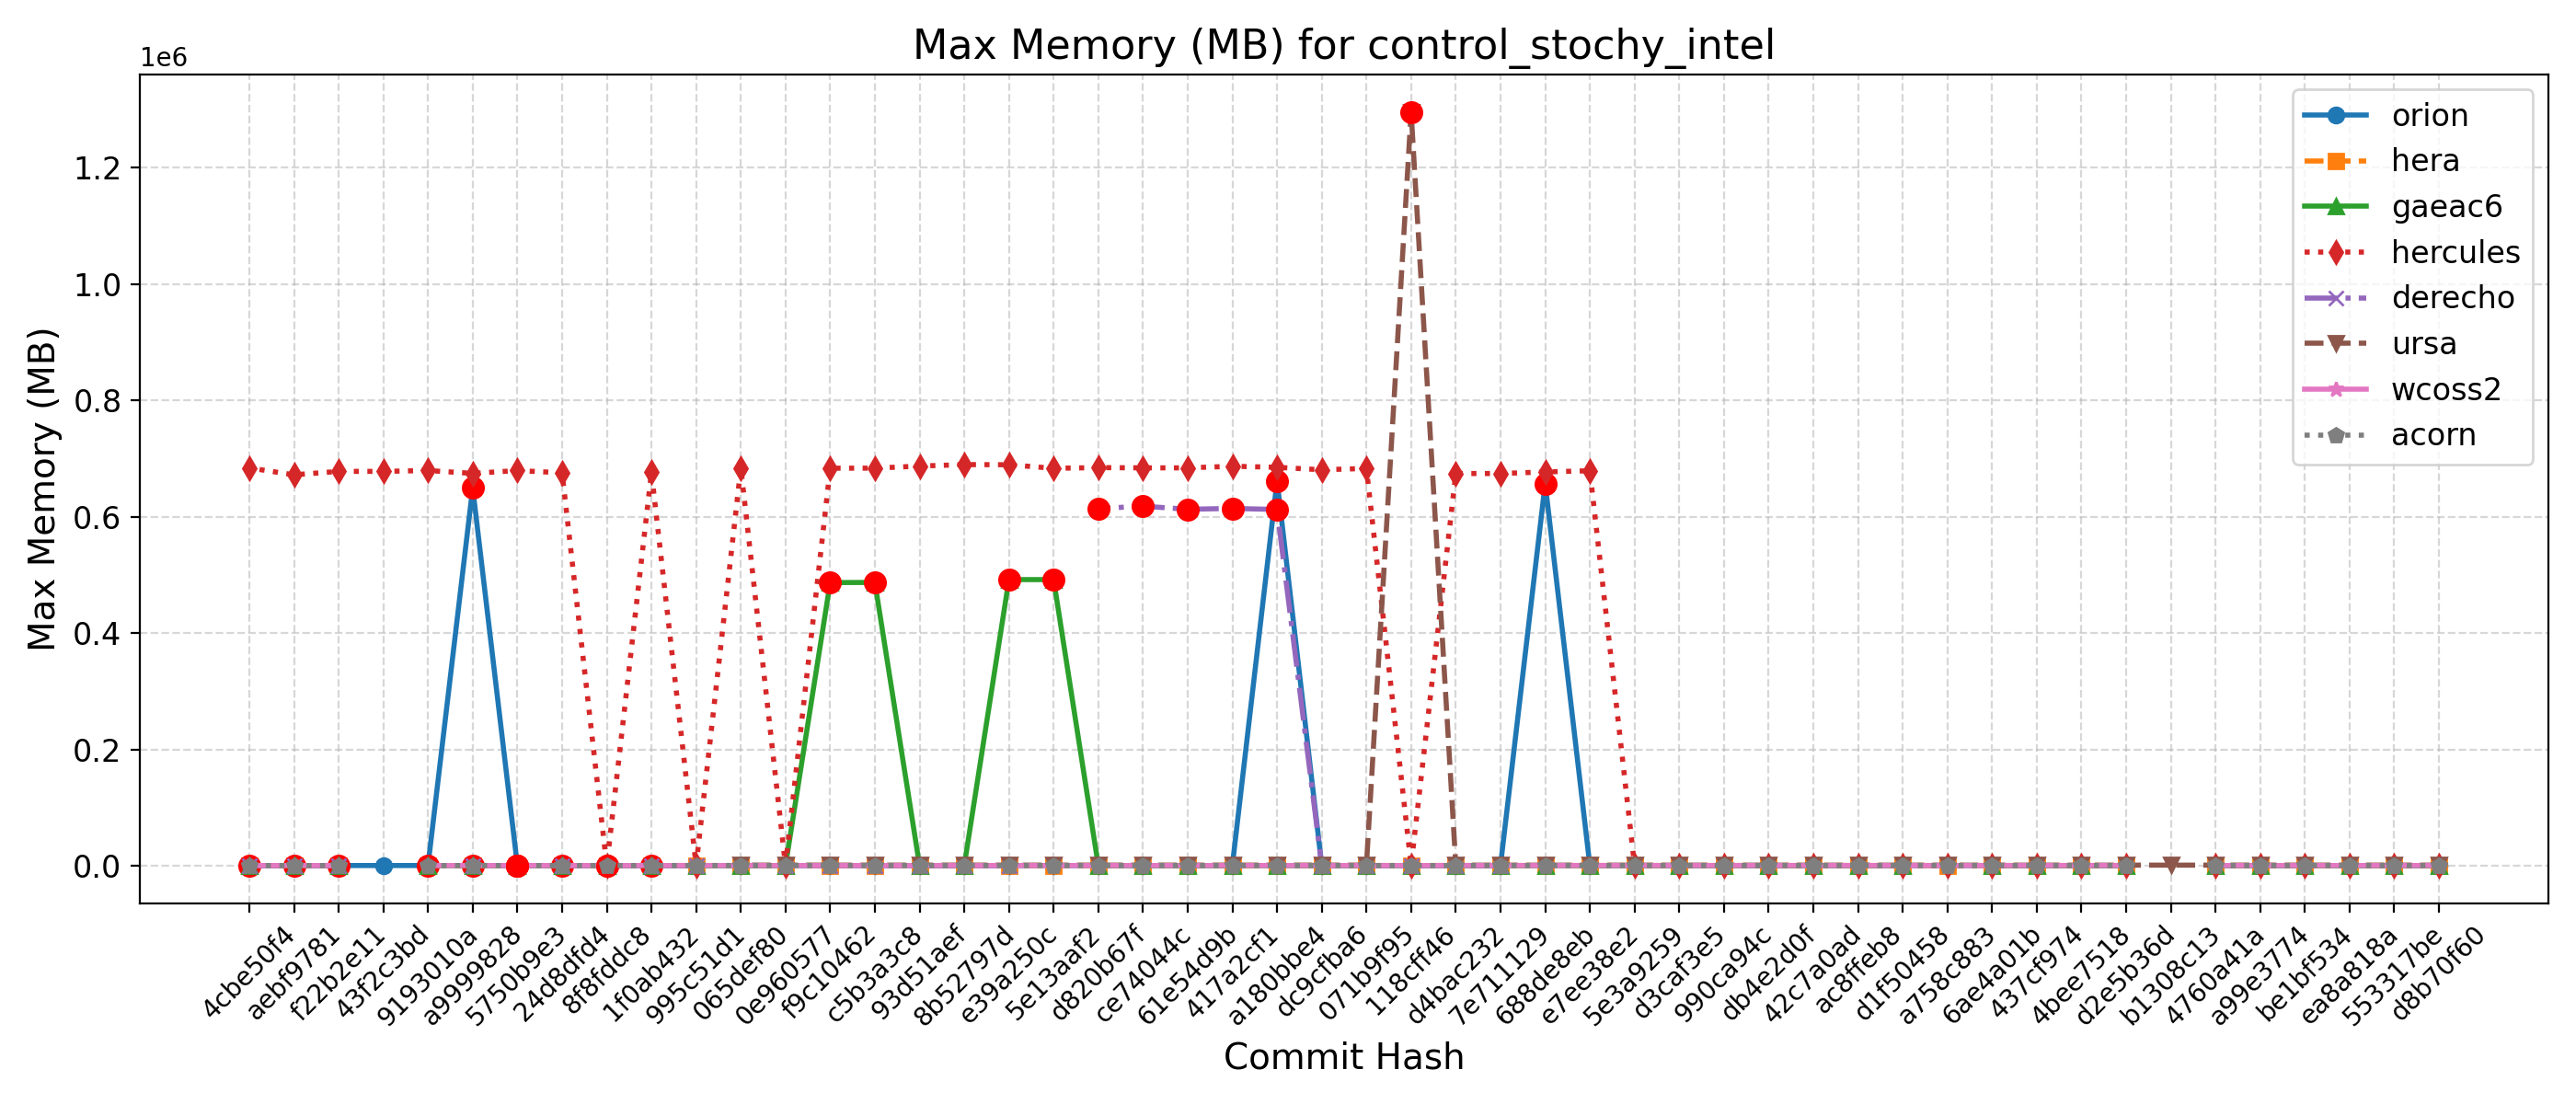 Max Memory (MB) for control_stochy_intel
1e6
1.2
1.0
0.8
0.6
0.4
0.2
0.0
Max Memory (MB)
orion
hera
gaeac6
hercules
derecho
ursa
wcoss2
acorn
4cbe50f4
aebf9781
f22b2e11
43f2c3bd
9193010a
a9999828
5750b9e3
24d8dfd4
8f8fddc8
1f0ab432
995c51d1
065def80
0e960577
f9c10462
c5b3a3c8
93d51aef
8b52797d
e39a250c
5e13aaf2
d820b67f
ce74044c
61e54d9b
417a2cf1
a180bbe4
dc9cfba6
071b9f95
118cff46
d4bac232
7e711129
688de8eb
e7ee38e2
5e3a9259
d3caf3e5
990ca94c
db4e2d0f
42c7a0ad
ac8ffeb8
d1f50458
a758c883
6ae4a01b
437cf974
4bee7518
d2e5b36d
b1308c13
4760a41a
a99e3774
be1bf534
ea8a818a
553317be
d8b70f60
Commit Hash